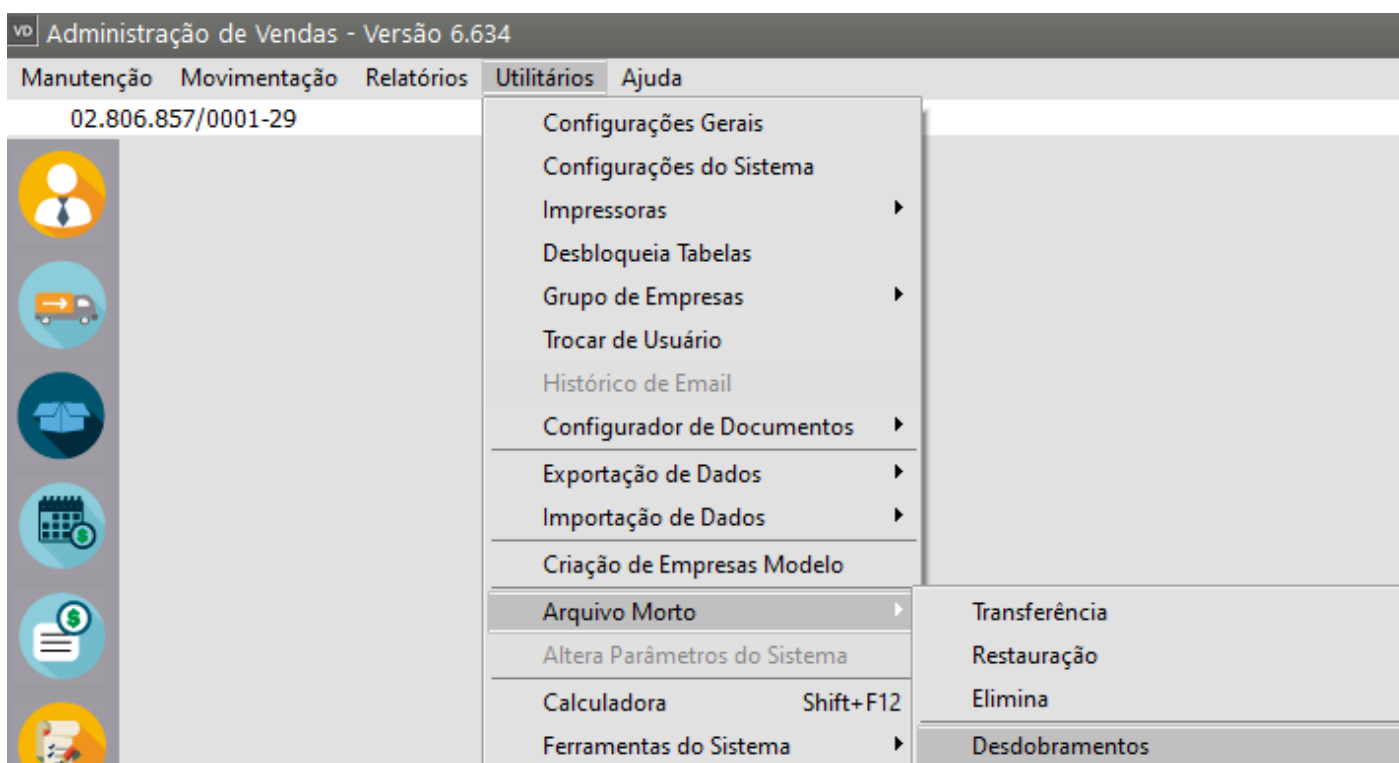 VD Administração de Vendas - Versão 6.634
Manutenção Movimentação Relatórios Utilitários Ajuda
02.806.857/0001-29
Configurações Gerais
Configurações do Sistema
Impressoras
Desbloqueia Tabelas
Grupo de Empresas
Trocar de Usuário
Histórico de Email
Configurador de Documentos
Exportação de Dados
Importação de Dados
Criação de Empresas Modelo
Arquivo Morto
Altera Parâmetros do Sistema
Calculadora Shift+F12
Ferramentas do Sistema
Transferência
Restauração
Elimina
Desdobramentos